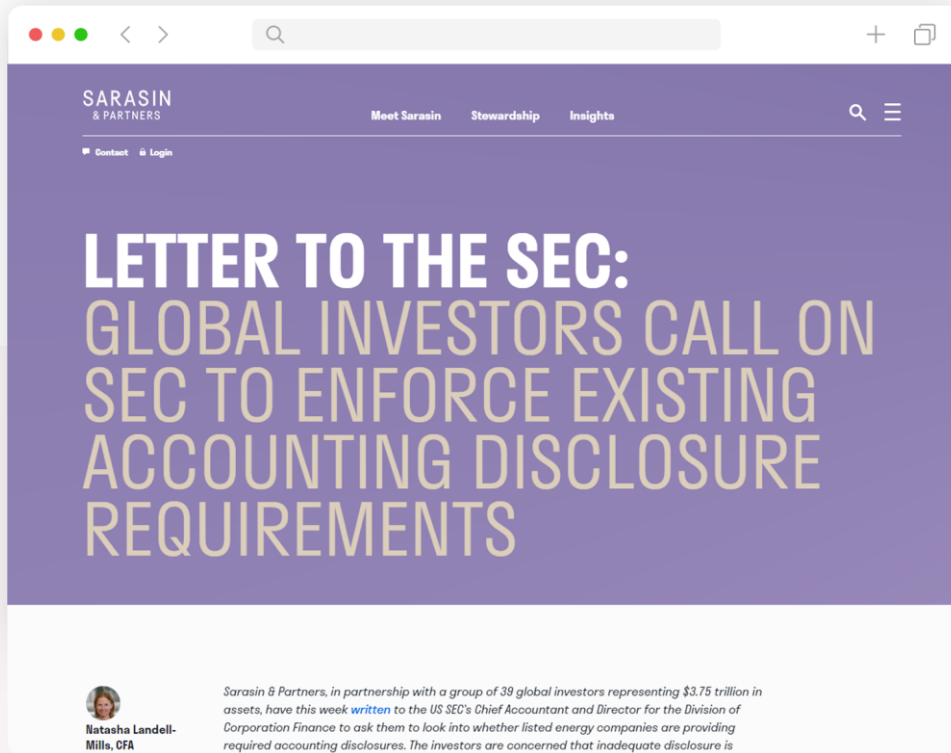 SARASIN
& PARTNERS
Meet Sarasin Stewardship Insights
Contact Login
LETTER TO THE SEC:
GLOBAL INVESTORS CALL ON
SEC TO ENFORCE EXISTING
ACCOUNTING DISCLOSURE
REQUIREMENTS
Natasha Landell-
Mills, CFA
Sarasin & Partners, in partnership with a group of 39 global investors representing $3.75 trillion in
assets, have this week written to the US SEC's Chief Accountant and Director for the Division of
Corporation Finance to ask them to look into whether listed energy companies are providing
required accounting disclosures. The investors are concerned that inadequate disclosure is